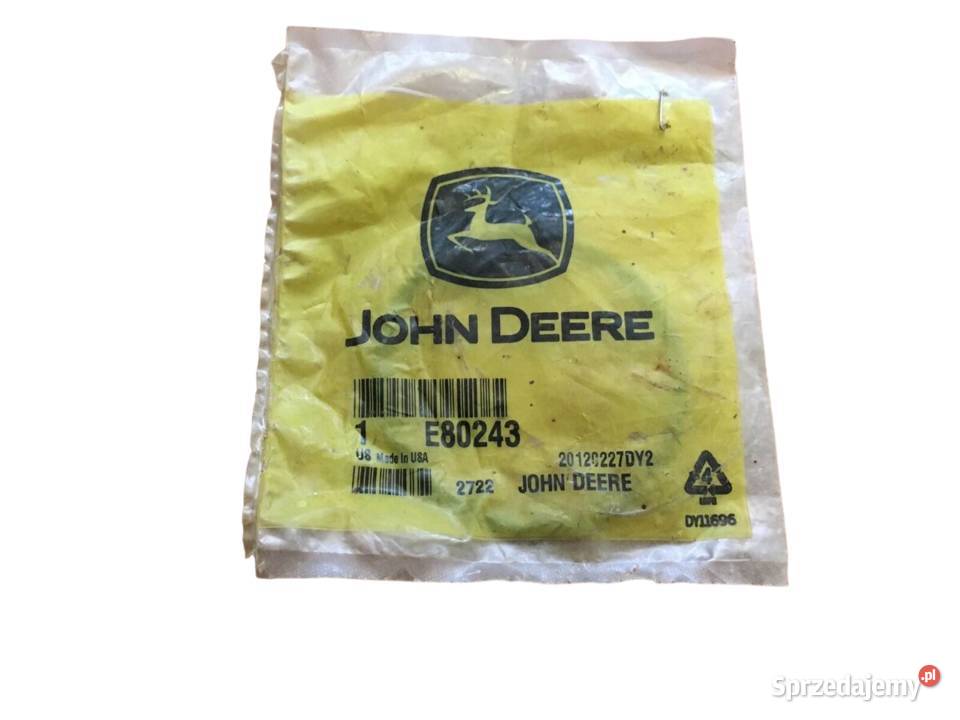 JOHN DEERE
1 E80243
US Made In USA
20120227DY2
2722 JOHN DEERE
4
DY11696
Sprzedajemy.pl